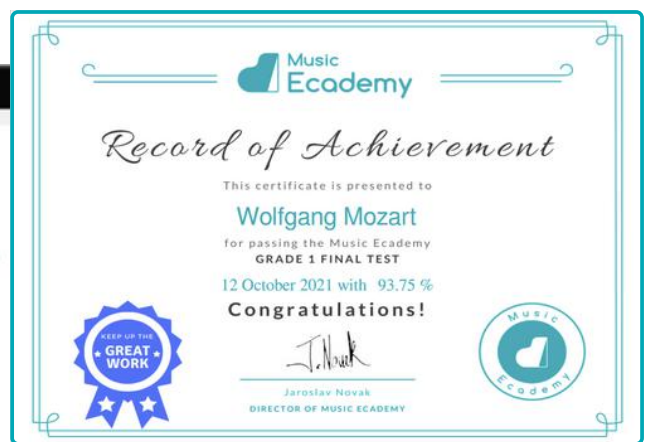 Music
Ecademy
Record of Achievement
This certificate is presented to
Wolfgang Mozart
for passing the Music Ecademy
GRADE 1 FINAL TEST
12 October 2021 with 93.75 %
Congratulations!
KEEP UP THE
GREAT
WORK
J. Novak
Music
Ecademy
Jaroslav Novak
DIRECTOR OF MUSIC ECADEMY